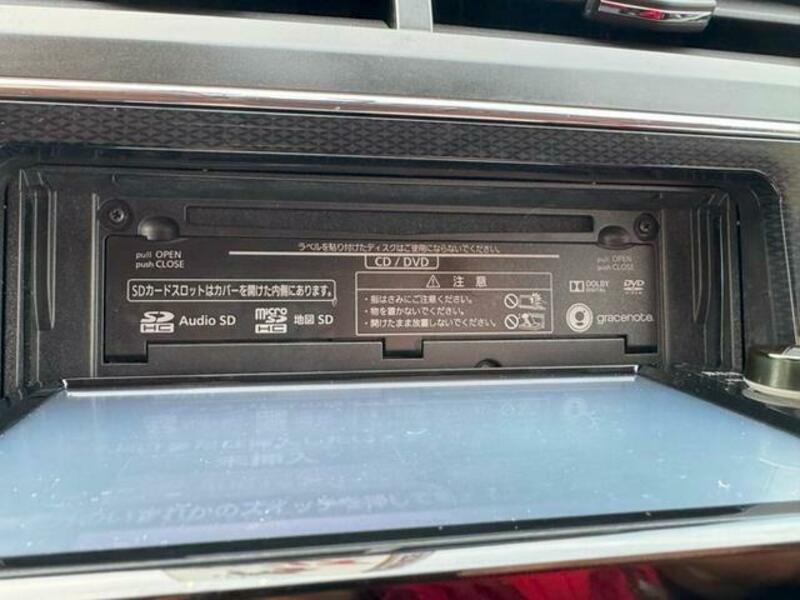 ラベルを貼り付けたディスクはご使用にならないでください。
CD / DVD
pull OPEN
push CLOSE
SDカードスロットはカバーを開けた内側にあります。
SD HC Audio SD
micro SD HC 地図 SD
注意
・指はさみにご注意ください。
・物を置かないでください。
・開けたまま放置しないでください。
pull OPEN
push CLOSE
DOLBY
DIGITAL
DVD
gracenote.